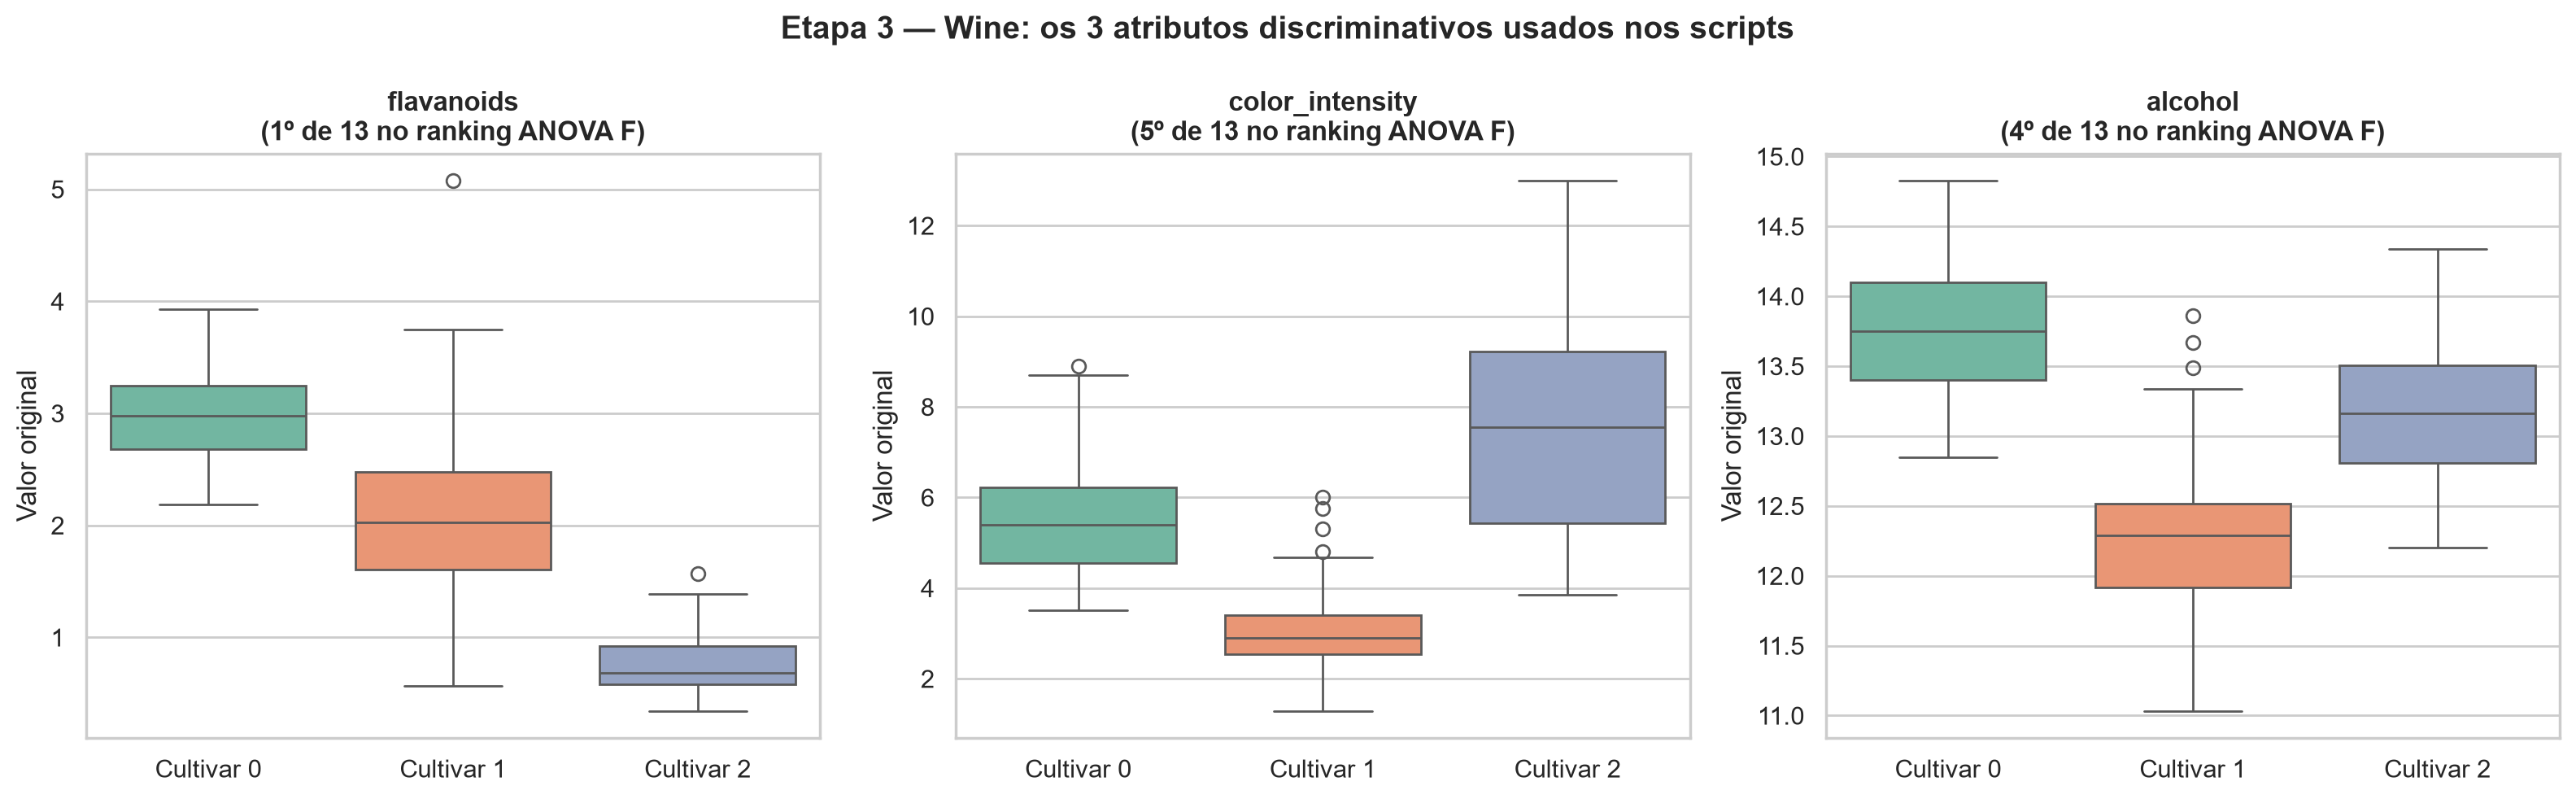 Etapa 3 — Wine: os 3 atributos discriminativos usados nos scripts
flavanoids
(1º de 13 no ranking ANOVA F)
Valor original
5
4
3
2
1
Cultivar 0 Cultivar 1 Cultivar 2
color_intensity
(5º de 13 no ranking ANOVA F)
Valor original
12
10
8
6
4
2
Cultivar 0 Cultivar 1 Cultivar 2
alcohol
(4º de 13 no ranking ANOVA F)
Valor original
15.0
14.5
14.0
13.5
13.0
12.5
12.0
11.5
11.0
Cultivar 0 Cultivar 1 Cultivar 2